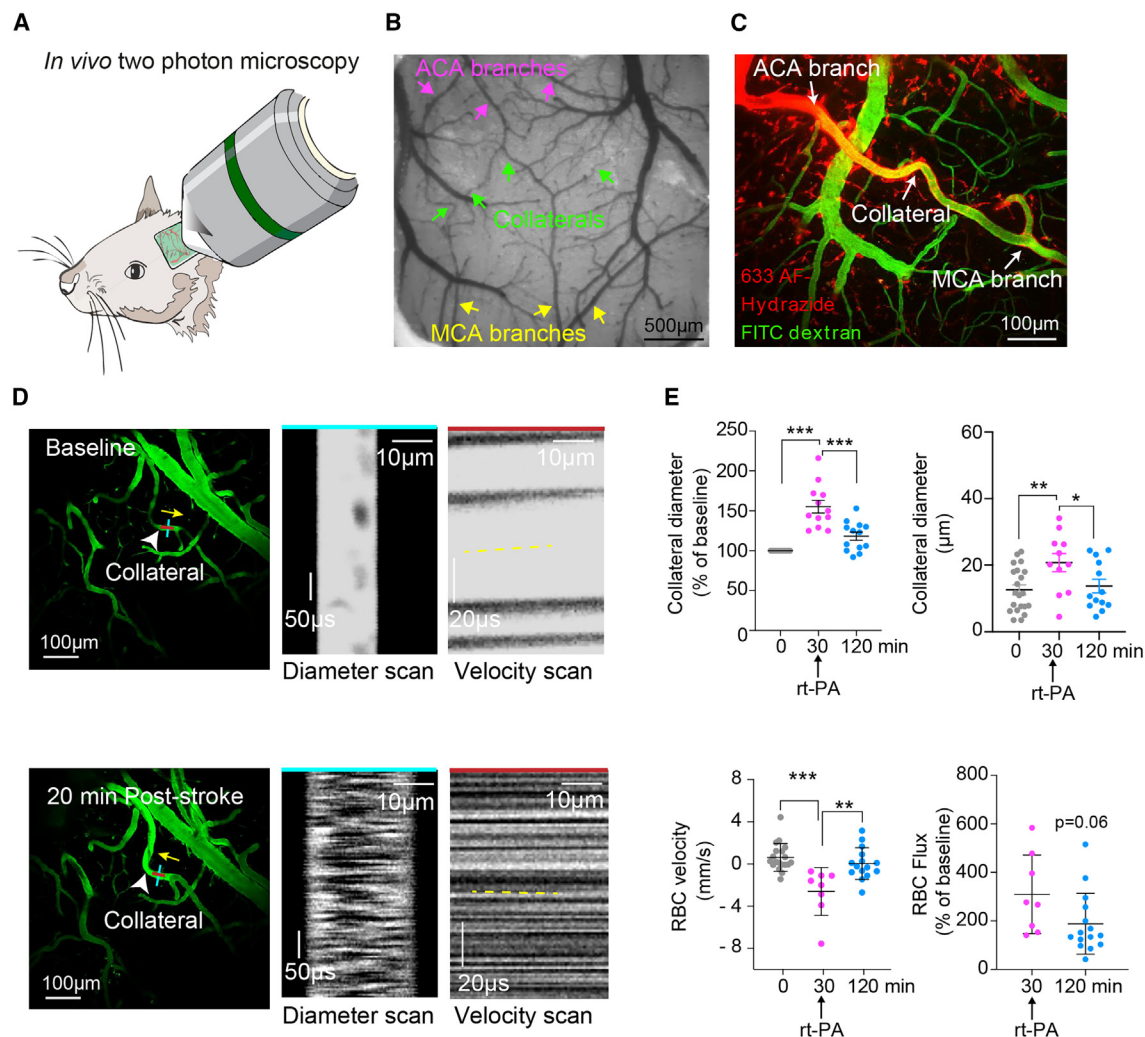 A
In vivo two photon microscopy
B
ACA branches
Collaterals
MCA branches
500µm
C
ACA branch
Collateral
MCA branch
633 AF
Hydrazide
FITC dextran
100µm
D
Baseline
Collateral
100µm
10µm
50µs
Diameter scan
10µm
20µs
Velocity scan
20 min Post-stroke
Collateral
100µm
10µm
50µs
Diameter scan
10µm
20µs
Velocity scan
E
Collateral diameter
(% of baseline)
250
200
150
100
50
0
*** ***
0 30 120 min
rt-PA
Collateral diameter
(µm)
60
40
20
0
** *
0 30 120 min
rt-PA
RBC velocity
(mm/s)
8
4
0
- 4
- 8
*** **
0 30 120 min
rt-PA
RBC Flux
(% of baseline)
800
600
400
200
0
p=0.06
30 120 min
rt-PA